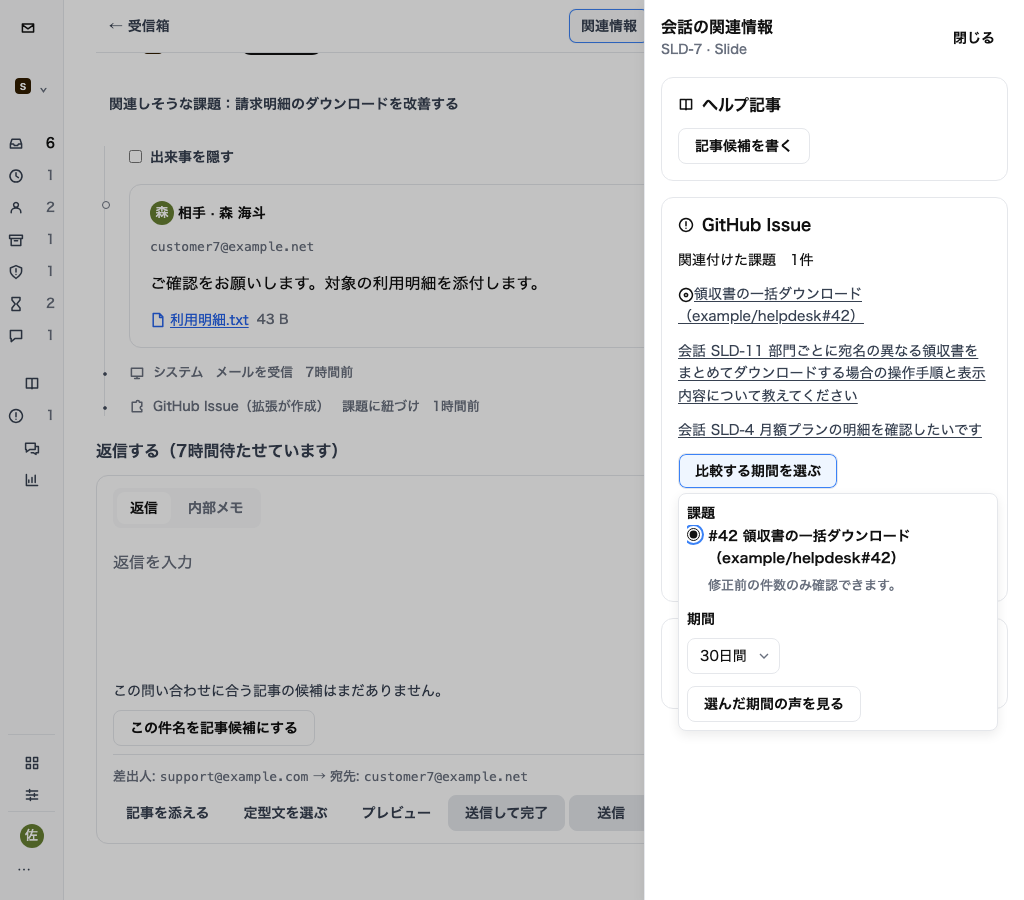 ← 受信箱
関連情報
S
6
1
2
1
1
2
1
1
関連しそうな課題：請求明細のダウンロードを改善する
出来事を隠す
森 相手 · 森 海斗
customer7@example.net
ご確認をお願いします。対象の利用明細を添付します。
利用明細.txt 43 B
システム メールを受信 7時間前
GitHub Issue（拡張が作成） 課題に紐づけ 1時間前
返信する（7時間待たせています）
返信 内部メモ
返信を入力
この問い合わせに合う記事の候補はまだありません。
この件名を記事候補にする
差出人: support@example.com → 宛先: customer7@example.net
記事を添える 定型文を選ぶ プレビュー 送信して完了 送信
佐
…
会話の関連情報
SLD-7 · Slide
閉じる
ヘルプ記事
記事候補を書く
GitHub Issue
関連付けた課題 1件
領収書の一括ダウンロード
（example/helpdesk#42）
会話 SLD-11 部門ごとに宛名の異なる領収書を
まとめてダウンロードする場合の操作手順と表示
内容について教えてください
会話 SLD-4 月額プランの明細を確認したいです
比較する期間を選ぶ
課題
#42 領収書の一括ダウンロード
（example/helpdesk#42）
修正前の件数のみ確認できます。
期間
30日間
選んだ期間の声を見る